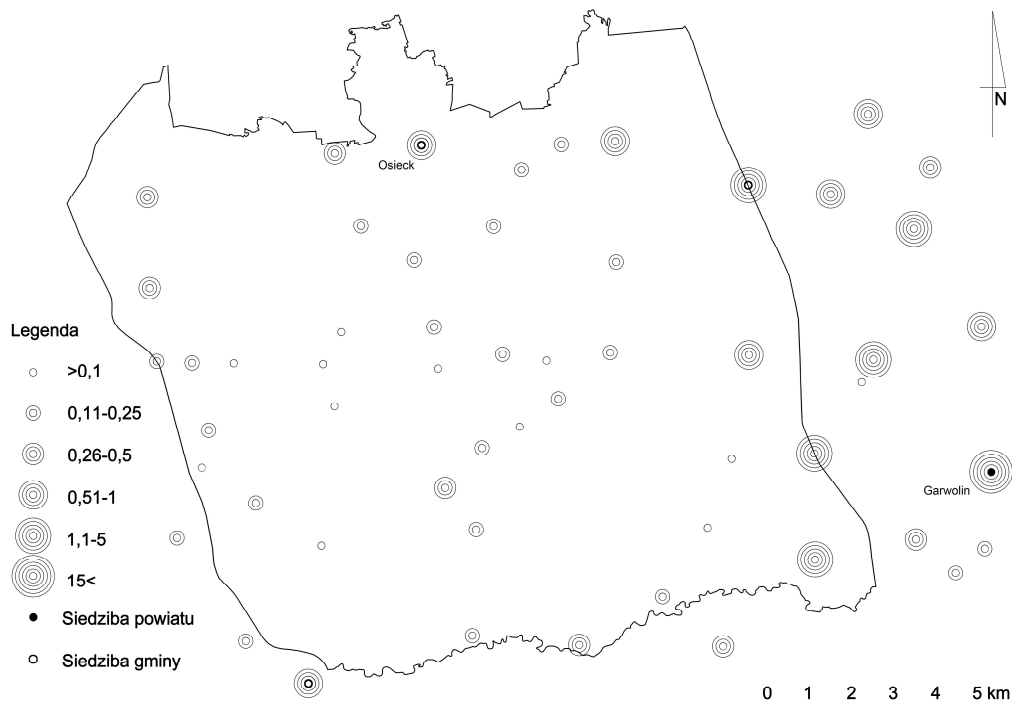 N
Osieck
Legenda
>0,1
0,11-0,25
0,26-0,5
0,51-1
1,1-5
15<
Siedziba powiatu
Siedziba gminy
Garwolin
0 1 2 3 4 5 km